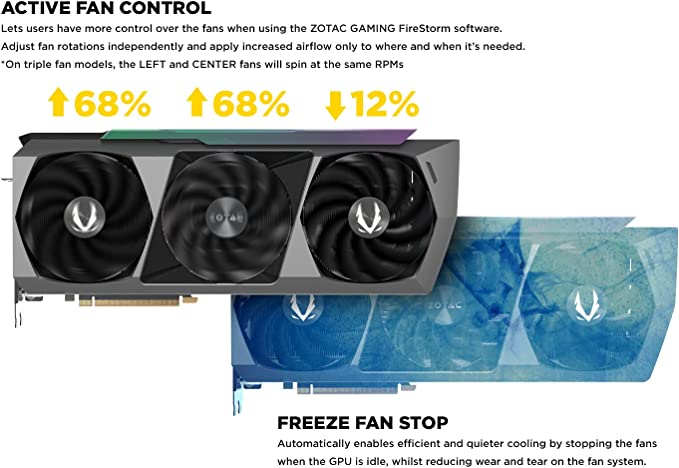 ACTIVE FAN CONTROL
Lets users have more control over the fans when using the ZOTAC GAMING FireStorm software.
Adjust fan rotations independently and apply increased airflow only to where and when it's needed.
*On triple fan models, the LEFT and CENTER fans will spin at the same RPMs
68% 68% 12%
ZOTAC
ZOTAC
FREEZE FAN STOP
Automatically enables efficient and quieter cooling by stopping the fans
when the GPU is idle, whilst reducing wear and tear on the fan system.